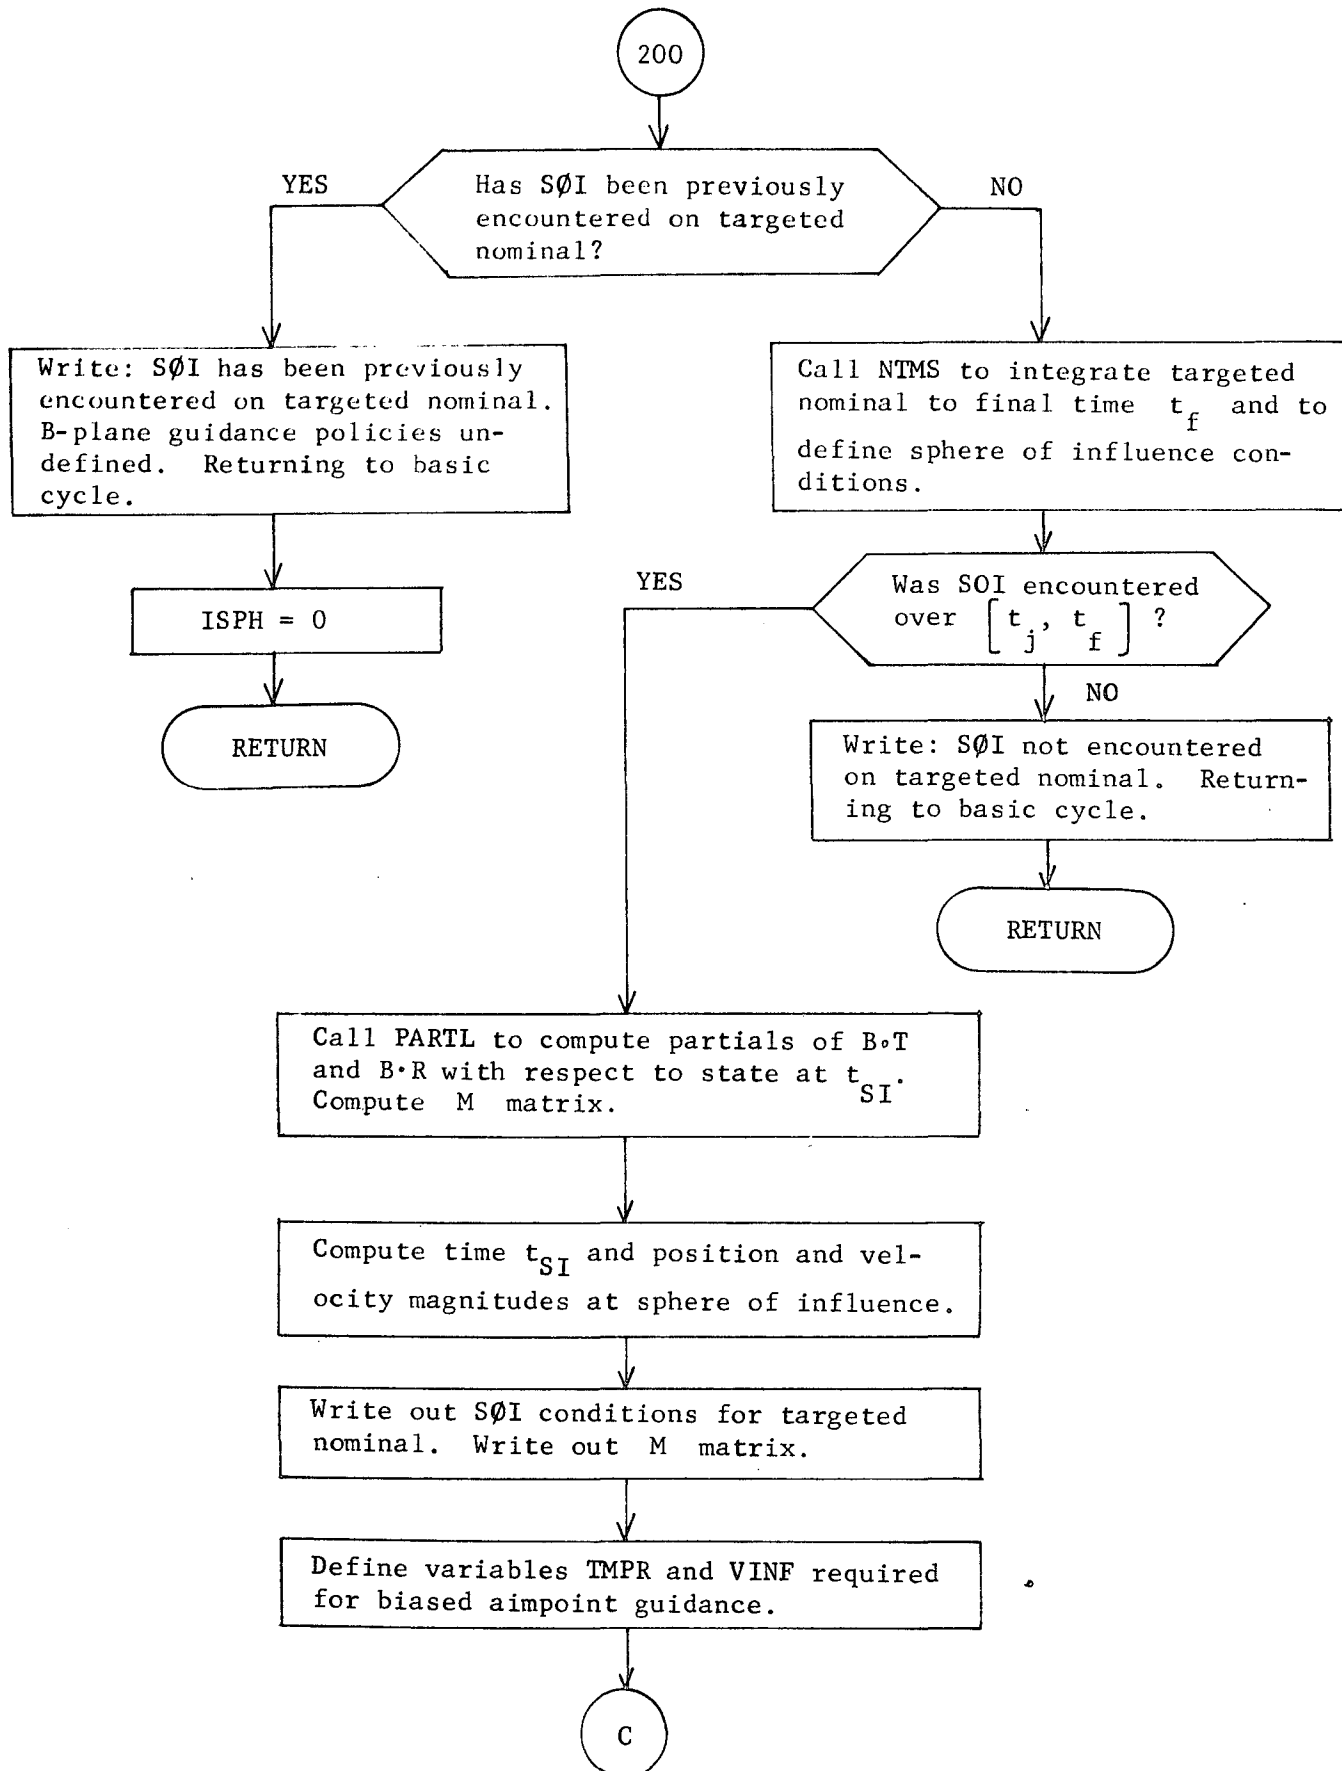 200
YES
Has SØI been previously
encountered on targeted
nominal?
NO
Write: SØI has been previously
encountered on targeted nominal.
B-plane guidance policies un-
defined. Returning to basic
cycle.
ISPH = 0
RETURN
Call NTMS to integrate targeted
nominal to final time t_f and to
define sphere of influence con-
ditions.
YES
Was SOI encountered
over [t_j, t_f] ?
NO
Write: SØI not encountered
on targeted nominal. Return-
ing to basic cycle.
RETURN
Call PARTL to compute partials of B·T
and B·R with respect to state at t_SI.
Compute M matrix.
Compute time t_SI and position and vel-
ocity magnitudes at sphere of influence.
Write out SØI conditions for targeted
nominal. Write out M matrix.
Define variables TMPR and VINF required
for biased aimpoint guidance.
C